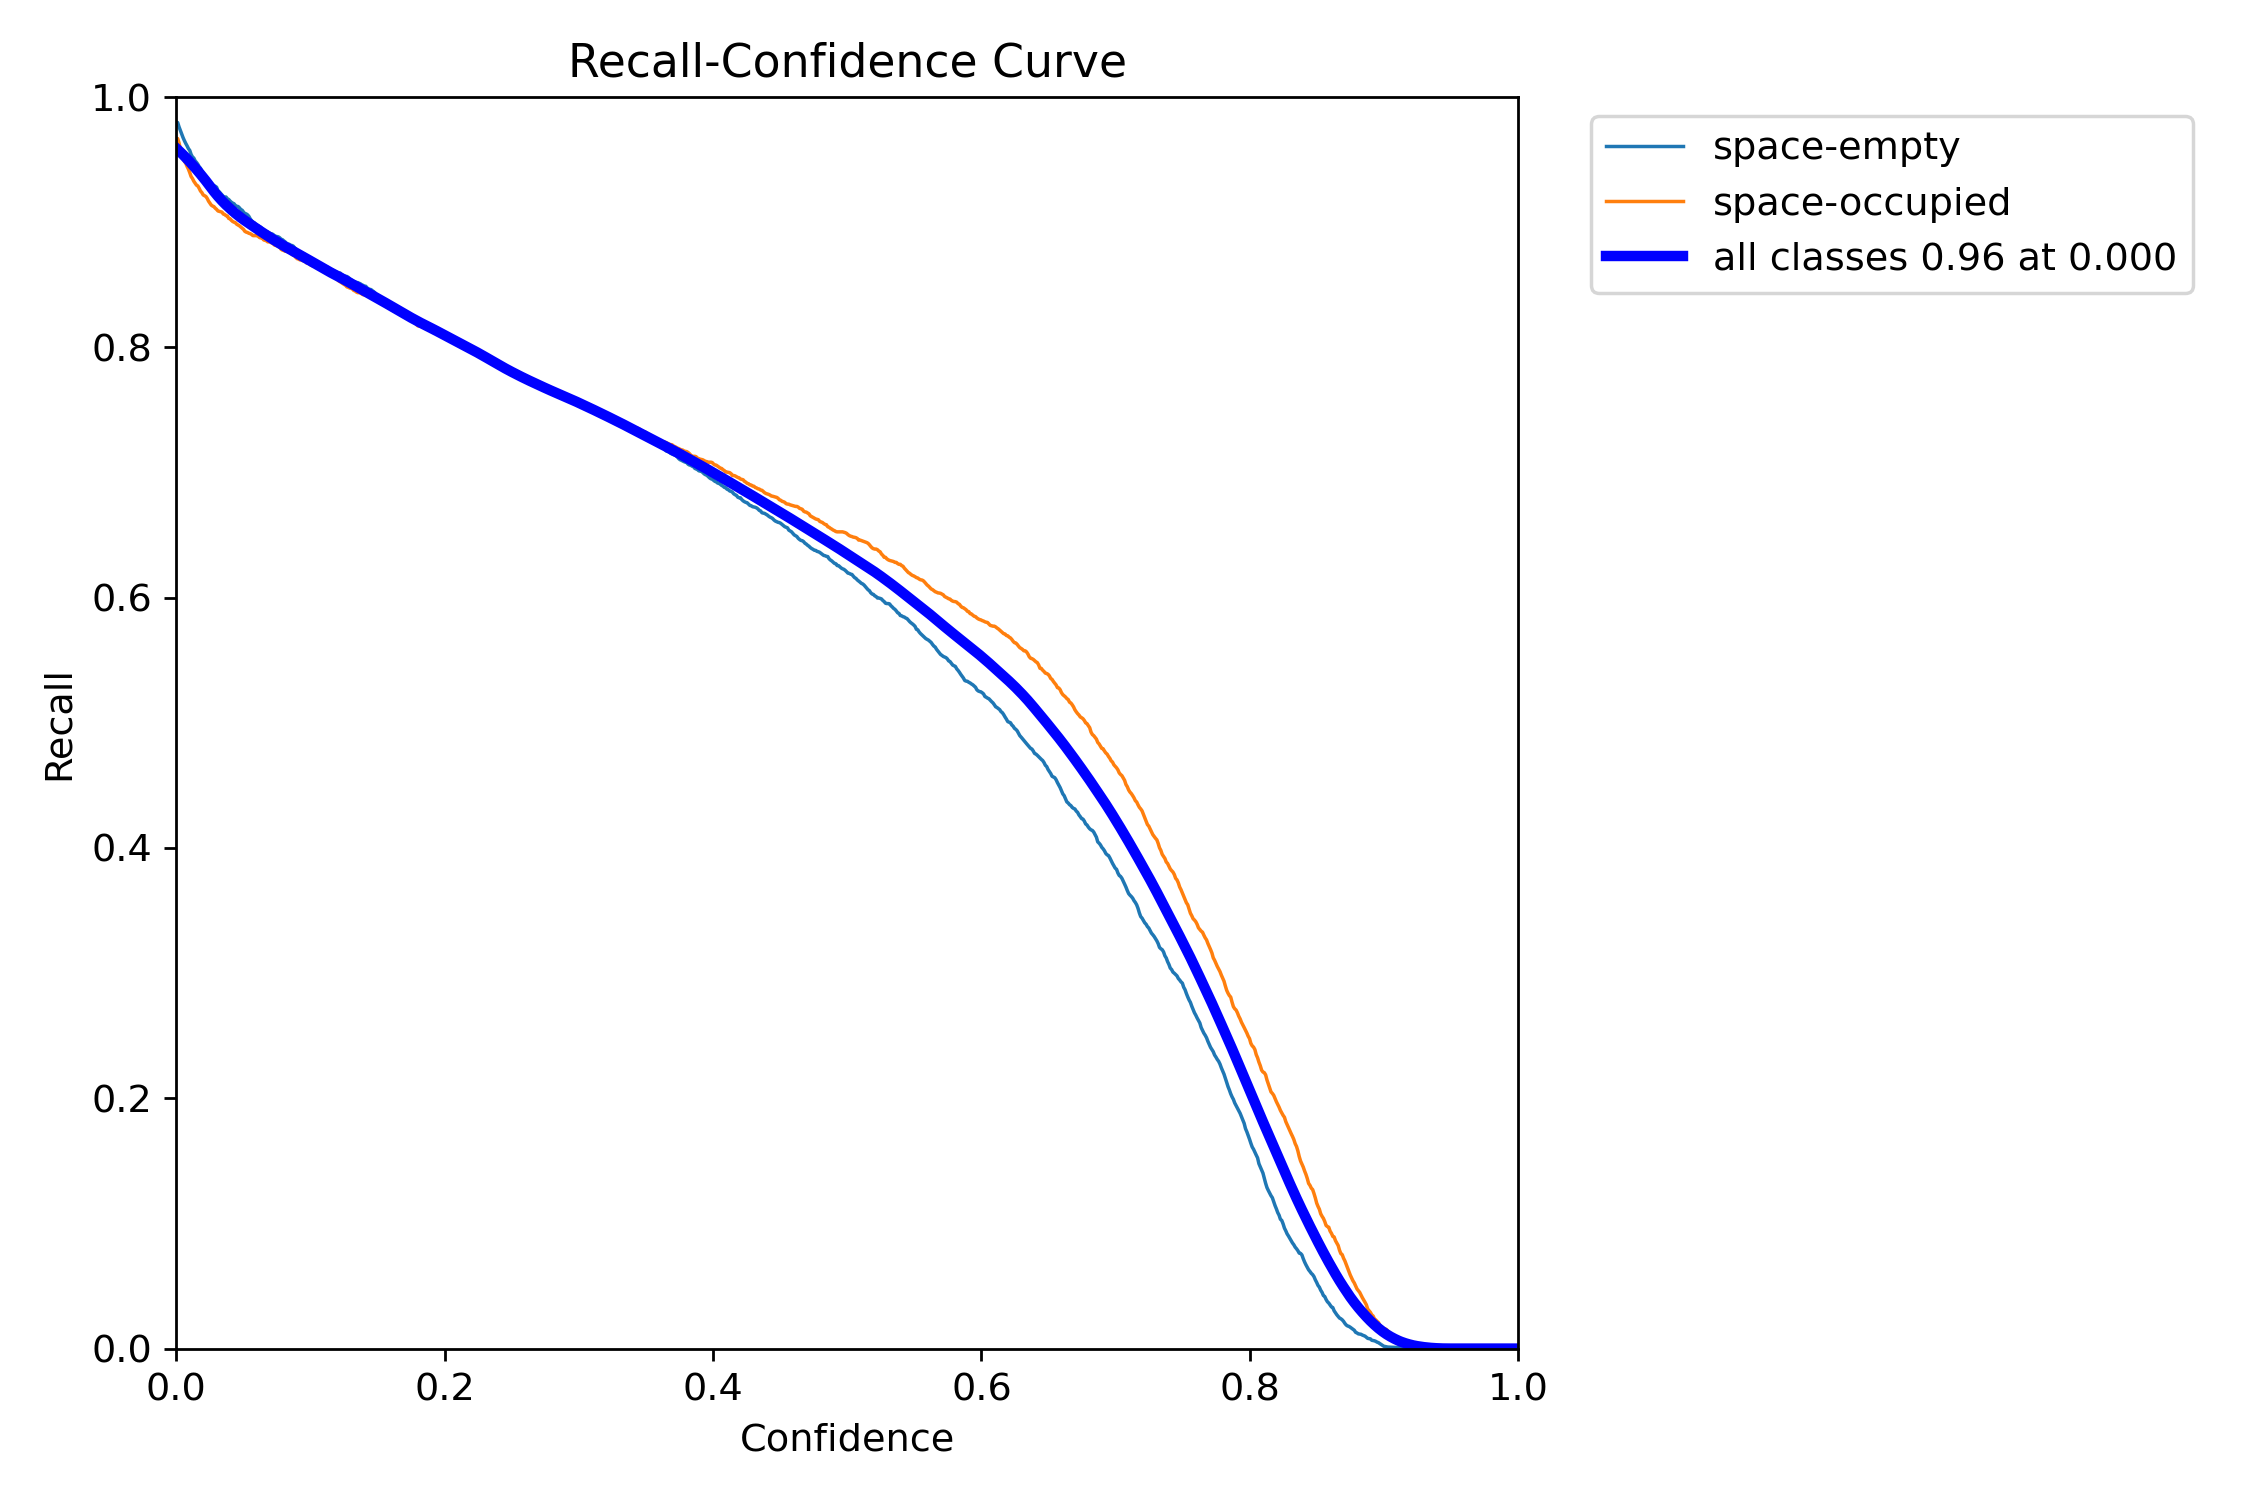 Recall-Confidence Curve
1.0
0.8
0.6
0.4
0.2
0.0
Recall
0.0 0.2 0.4 0.6 0.8 1.0
Confidence
space-empty
space-occupied
all classes 0.96 at 0.000